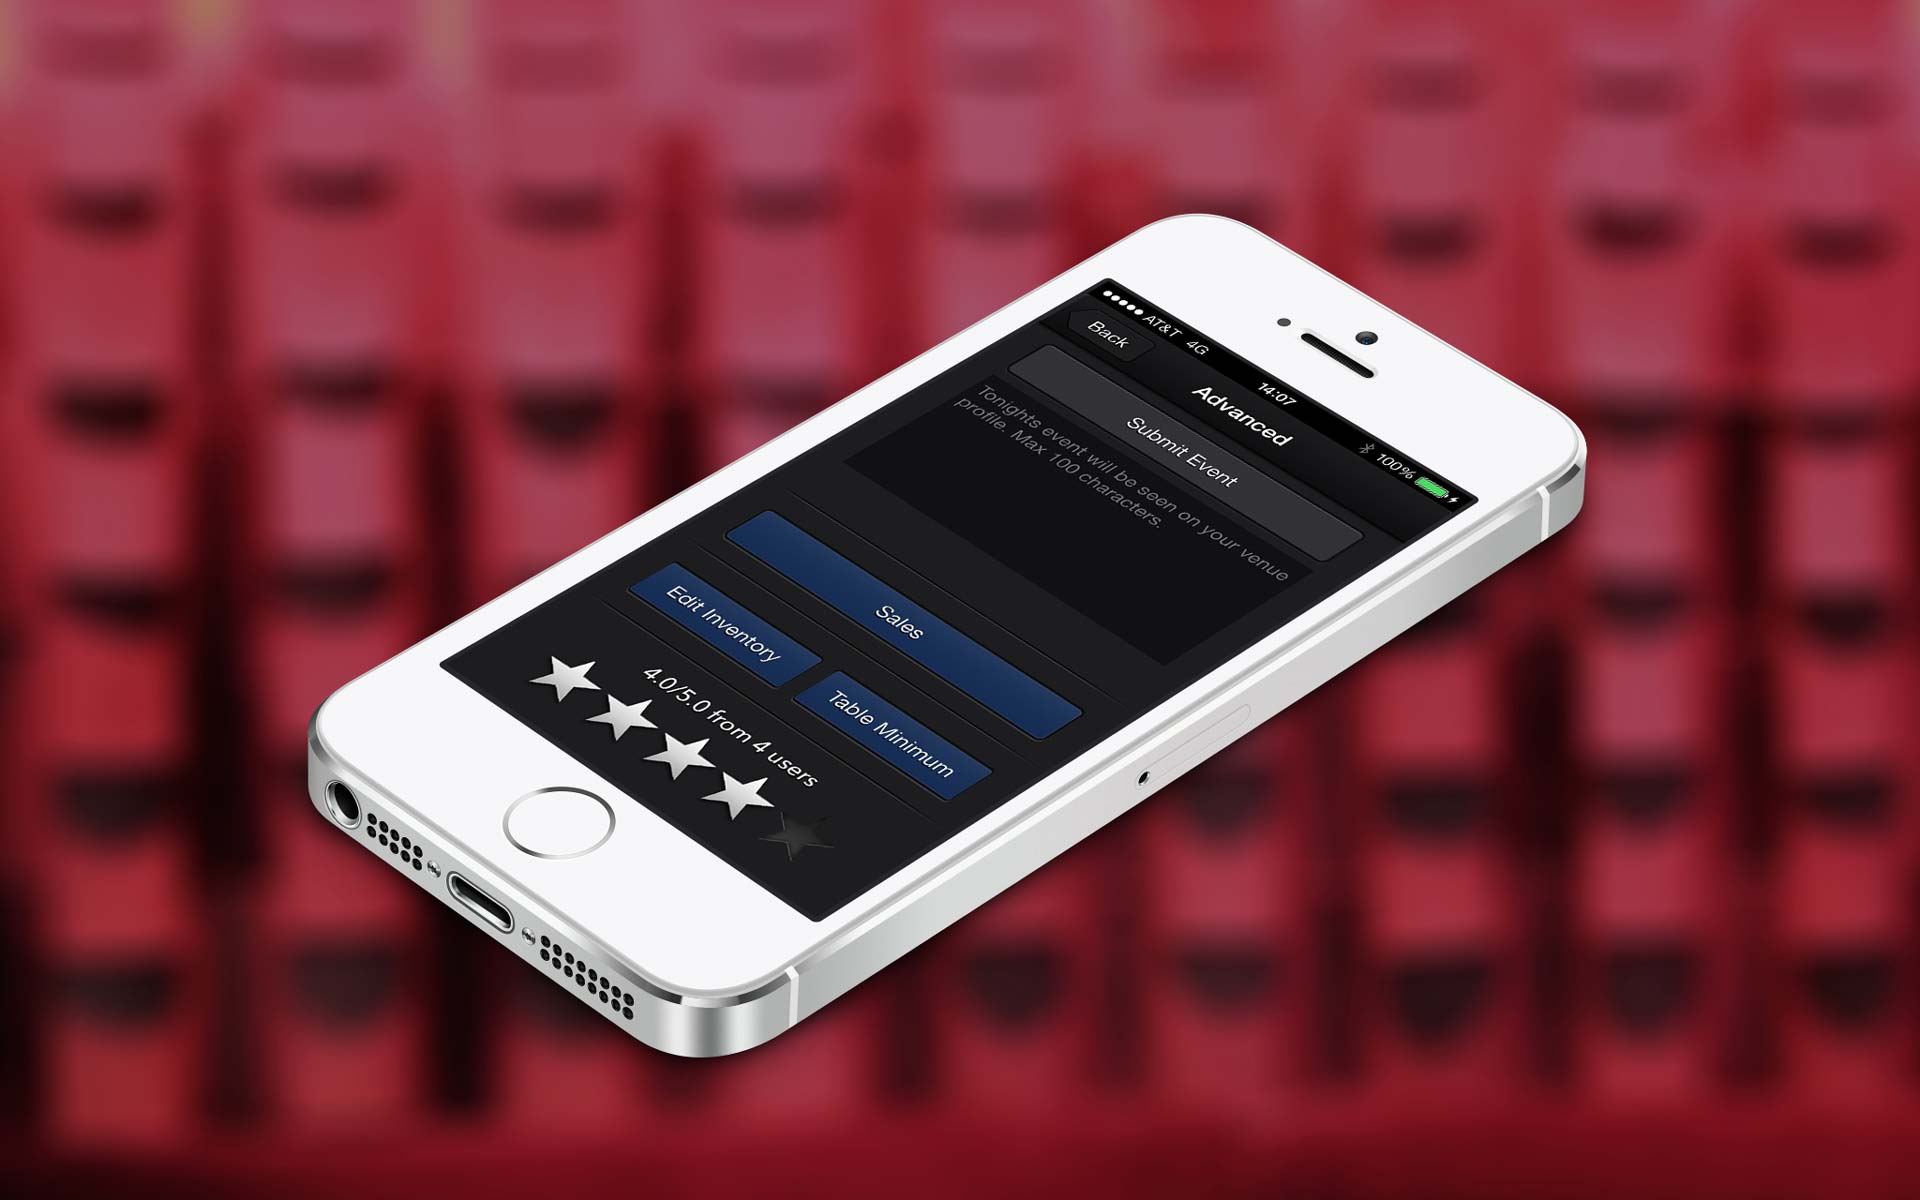 AT&T 4G 14:07 100%
Back Advanced
Submit Event
Tonights event will be seen on your venue
profile. Max 100 characters.
Sales
Edit Inventory Table Minimum
4.0/5.0 from 4 users